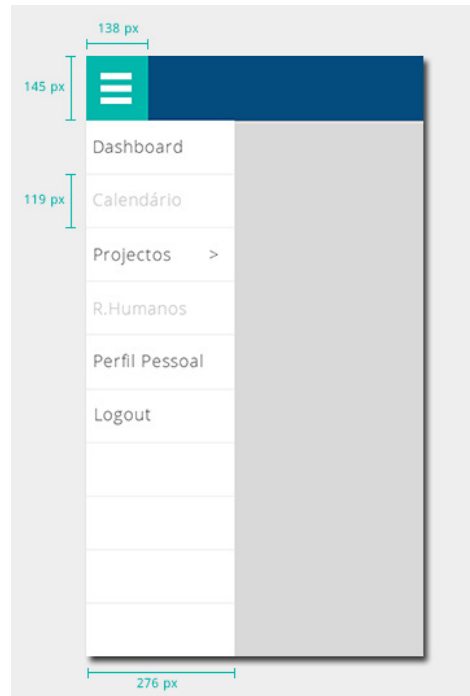 138 px
145 px
Dashboard
119 px
Calendário
Projectos >
R.Humanos
Perfil Pessoal
Logout
276 px